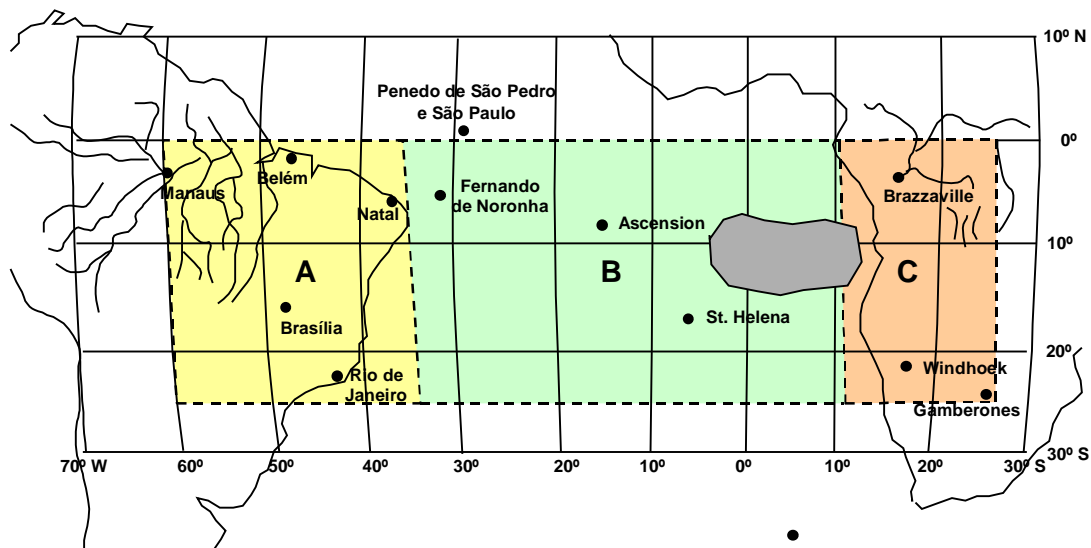 10º N
Penedo de São Pedro
e São Paulo
0º
Manaus
Belém
Natal
Fernando
de Noronha
Ascension
Brazzaville
10º
A
B
C
Brasília
St. Helena
20º
Rio de
Janeiro
Windhoek
Gamberones
70º W
60º
50º
40º
30º
20º
10º
0º
10º
20º
30º S
30º S